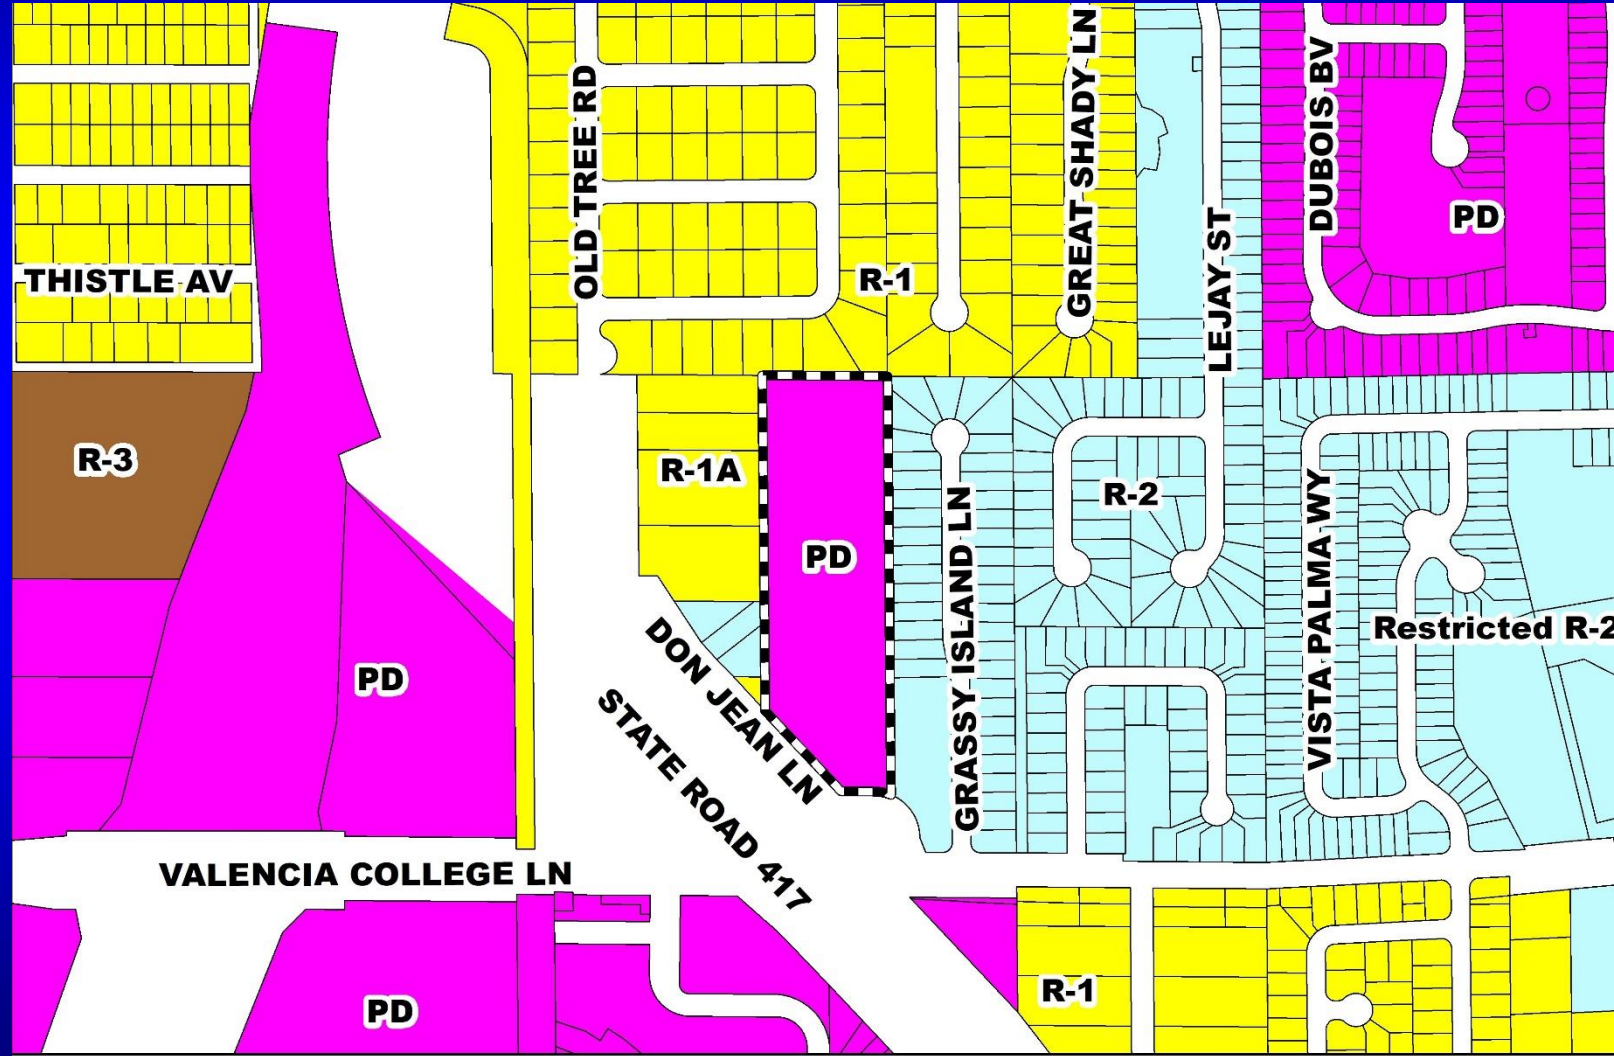 OLD TREE RD
GREAT SHADY LN
DUBOIS BV
PD
LEJAY ST
THISTLE AV
R-1
R-3
R-1A
R-2
PD
GRASSY ISLAND LN
VISTA PALMA WY
Restricted R-2
PD
DON JEAN LN
STATE ROAD 417
VALENCIA COLLEGE LN
R-1
PD